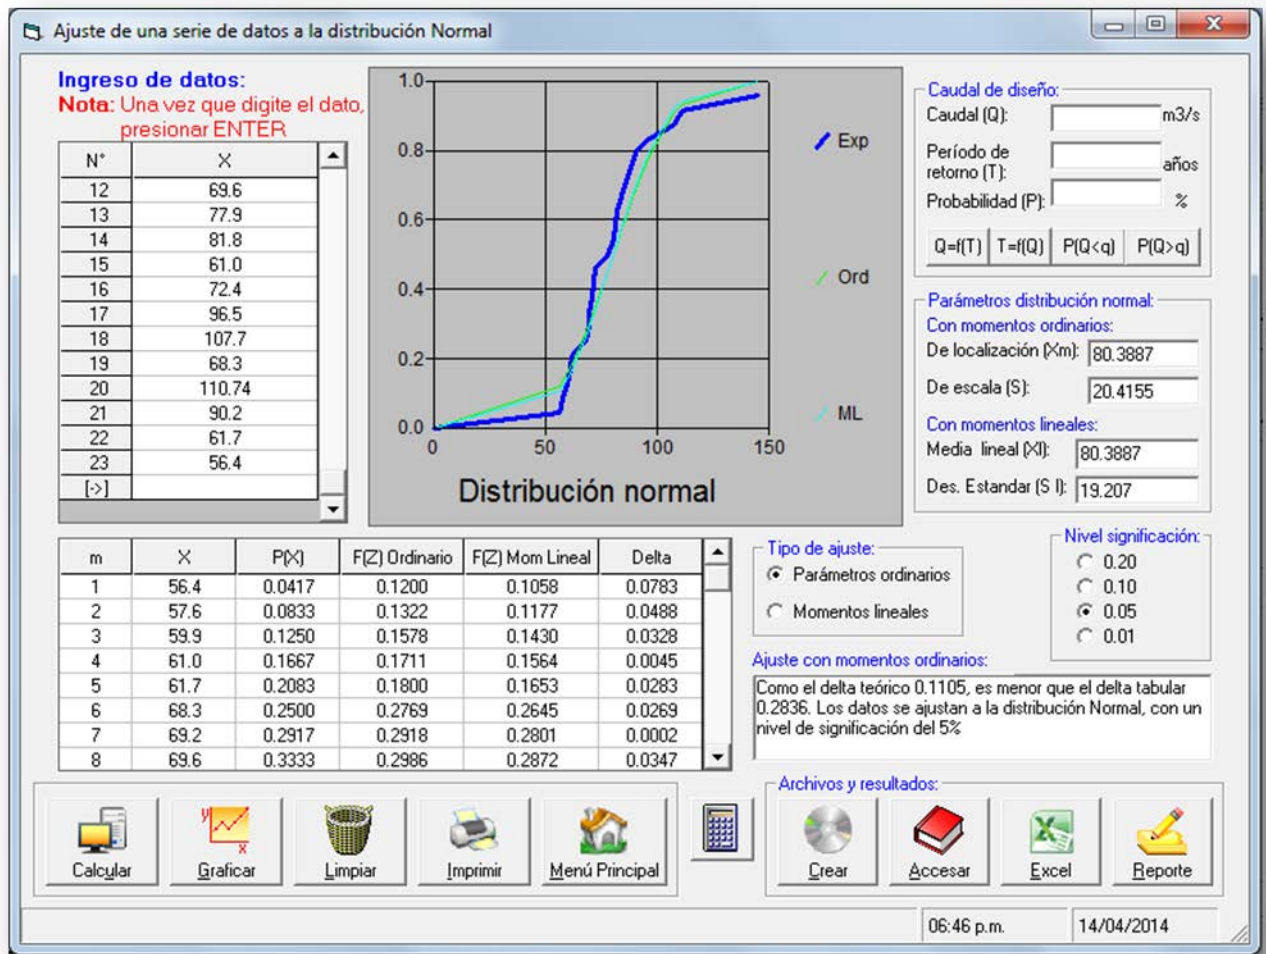 Ajuste de una serie de datos a la distribución Normal
Ingreso de datos:
Nota: Una vez que digite el dato,
presionar ENTER
N° X
12 69.6
13 77.9
14 81.8
15 61.0
16 72.4
17 96.5
18 107.7
19 68.3
20 110.74
21 90.2
22 61.7
23 56.4
[->]
1.0
0.8
0.6
0.4
0.2
0.0
0 50 100 150
Distribución normal
Exp
Ord
ML
Caudal de diseño:
Caudal (Q): m3/s
Período de
retorno (T): años
Probabilidad (P): %
Q=f(T) T=f(Q) P(Q<q) P(Q>q)
Parámetros distribución normal:
Con momentos ordinarios:
De localización (Xm): 80.3887
De escala (S): 20.4155
Con momentos lineales:
Media lineal (Xl): 80.3887
Des. Estandar (S l): 19.207
m X P(X) F(Z) Ordinario F(Z) Mom Lineal Delta
1 56.4 0.0417 0.1200 0.1058 0.0783
2 57.6 0.0833 0.1322 0.1177 0.0488
3 59.9 0.1250 0.1578 0.1430 0.0328
4 61.0 0.1667 0.1711 0.1564 0.0045
5 61.7 0.2083 0.1800 0.1653 0.0283
6 68.3 0.2500 0.2769 0.2645 0.0269
7 69.2 0.2917 0.2918 0.2801 0.0002
8 69.6 0.3333 0.2986 0.2872 0.0347
Tipo de ajuste:
Parámetros ordinarios
Momentos lineales
Nivel significación:
0.20
0.10
0.05
0.01
Ajuste con momentos ordinarios:
Como el delta teórico 0.1105, es menor que el delta tabular
0.2836. Los datos se ajustan a la distribución Normal, con un
nivel de significación del 5%
Calcular Graficar Limpiar Imprimir Menú Principal
Archivos y resultados:
Crear Accesar Excel Reporte
06:46 p.m. 14/04/2014